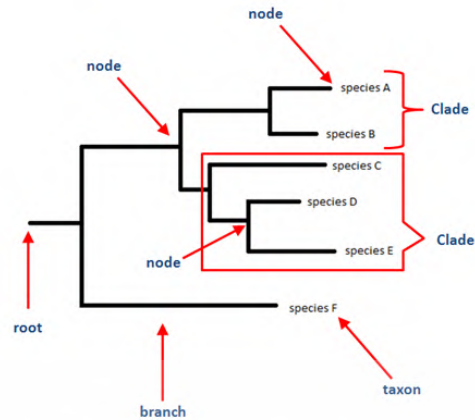 node
node
species A
Clade
species B
species C
species D
Clade
node
species E
root
species F
taxon
branch